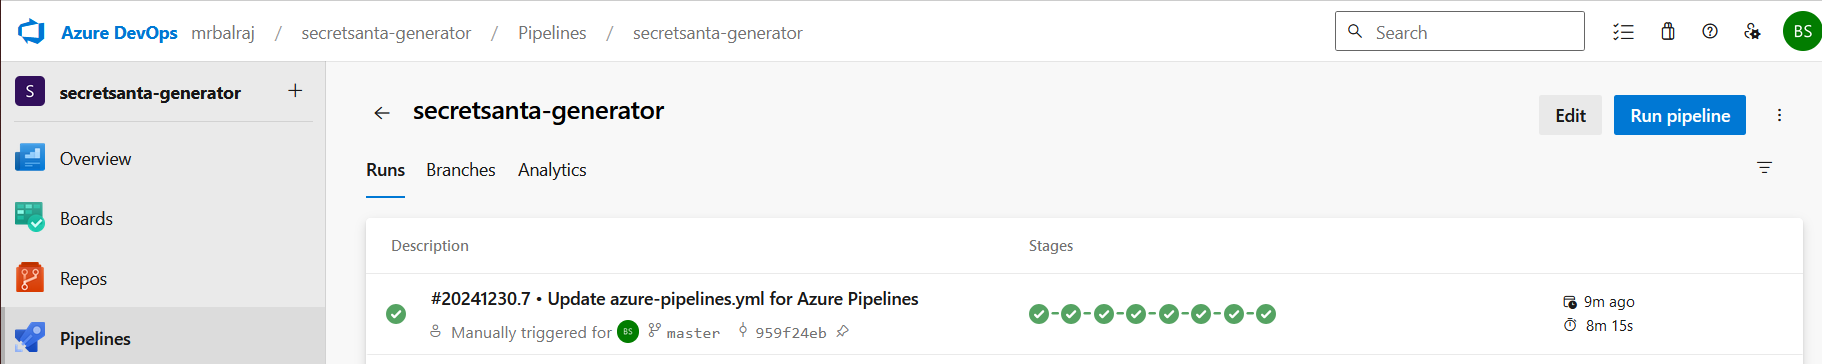 Azure DevOps mrbalraj / secretsanta-generator / Pipelines / secretsanta-generator Search BS
S secretsanta-generator +
Overview
Boards
Repos
Pipelines
secretsanta-generator Edit Run pipeline
Runs Branches Analytics
Description Stages
#20241230.7 • Update azure-pipelines.yml for Azure Pipelines 9m ago
Manually triggered for BS master 959f24eb 8m 15s